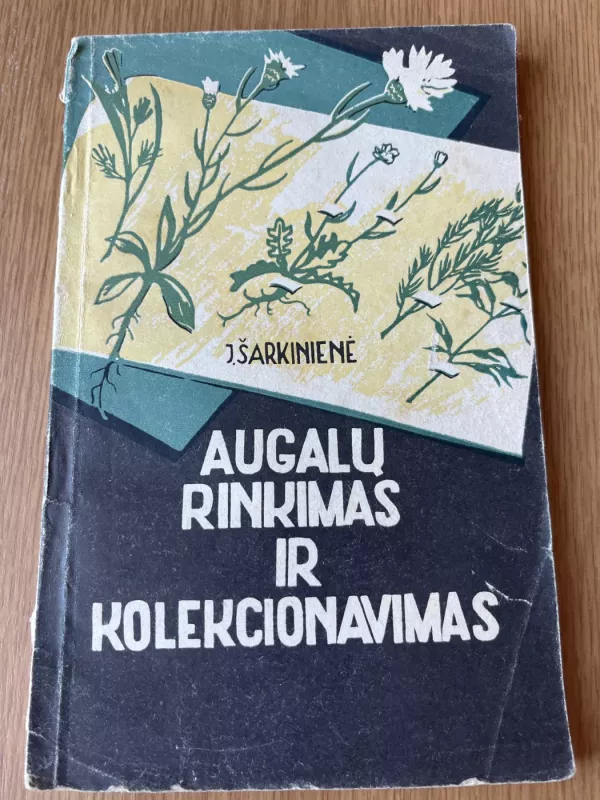 J. ŠARKINIENĖ
AUGALŲ
RINKIMAS
IR
KOLEKCIONAVIMAS